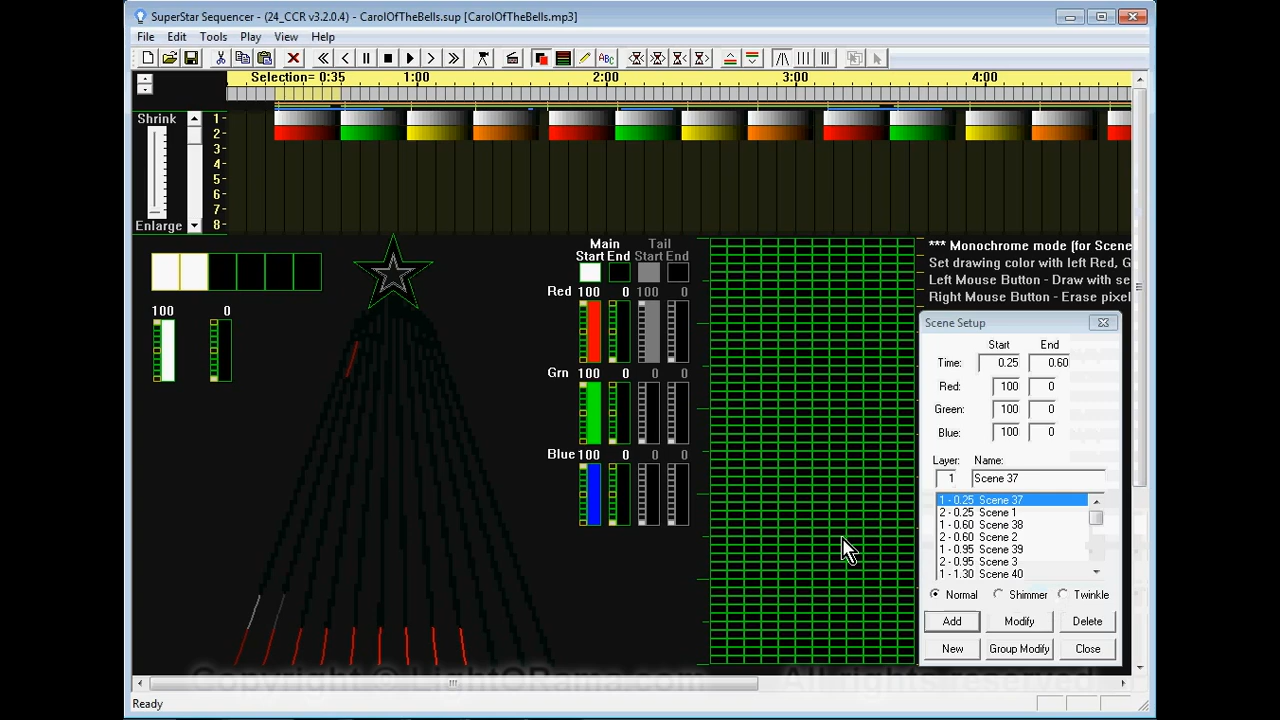 SuperStar Sequencer - (24_CCR v3.2.0.4) - CarolOfTheBells.sup [CarolOfTheBells.mp3]
File Edit Tools Play View Help
ABC
Selection= 0:35 1:00 2:00 3:00 4:00
Shrink
Enlarge
1
2
3
4
5
6
7
8
100 0
Main Tail
Start End Start End
Red 100 0 100 0
Grn 100 0 0 0
Blue 100 0 0 0
*** Monochrome mode (for Scene
Set drawing color with left Red, G
Left Mouse Button - Draw with se
Right Mouse Button - Erase pixel
Scene Setup
Start End
Time: 0.25 0.60
Red: 100 0
Green: 100 0
Blue: 100 0
Layer: Name:
1 Scene 37
1 - 0.25 Scene 37
2 - 0.25 Scene 1
1 - 0.60 Scene 38
2 - 0.60 Scene 2
1 - 0.95 Scene 39
2 - 0.95 Scene 3
1 - 1.30 Scene 40
Normal Shimmer Twinkle
Add Modify Delete
New Group Modify Close
Copyright © LightORama.com All rights reserved
Ready